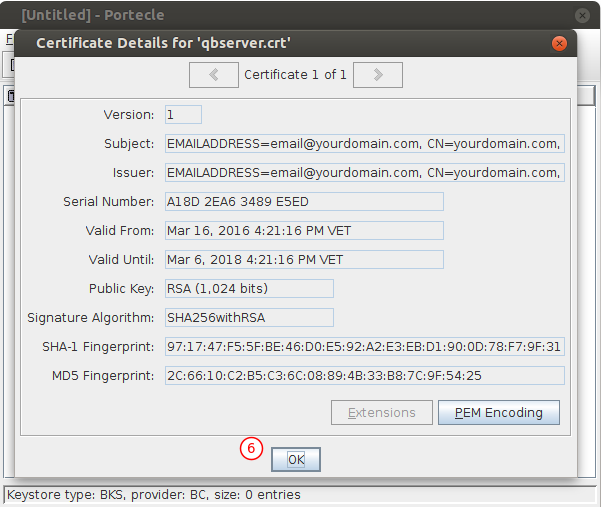 [Untitled] - Portecle
Certificate Details for 'qbserver.crt'
Certificate 1 of 1
Version: 1
Subject: EMAILADDRESS=email@yourdomain.com, CN=yourdomain.com,
Issuer: EMAILADDRESS=email@yourdomain.com, CN=yourdomain.com,
Serial Number: A18D 2EA6 3489 E5ED
Valid From: Mar 16, 2016 4:21:16 PM VET
Valid Until: Mar 6, 2018 4:21:16 PM VET
Public Key: RSA (1,024 bits)
Signature Algorithm: SHA256withRSA
SHA-1 Fingerprint: 97:17:47:F5:5F:BE:46:D0:E5:92:A2:E3:EB:D1:90:0D:78:F7:9F:31
MD5 Fingerprint: 2C:66:10:C2:B5:C3:6C:08:89:4B:33:B8:7C:9F:54:25
Extensions PEM Encoding
6 OK
Keystore type: BKS, provider: BC, size: 0 entries